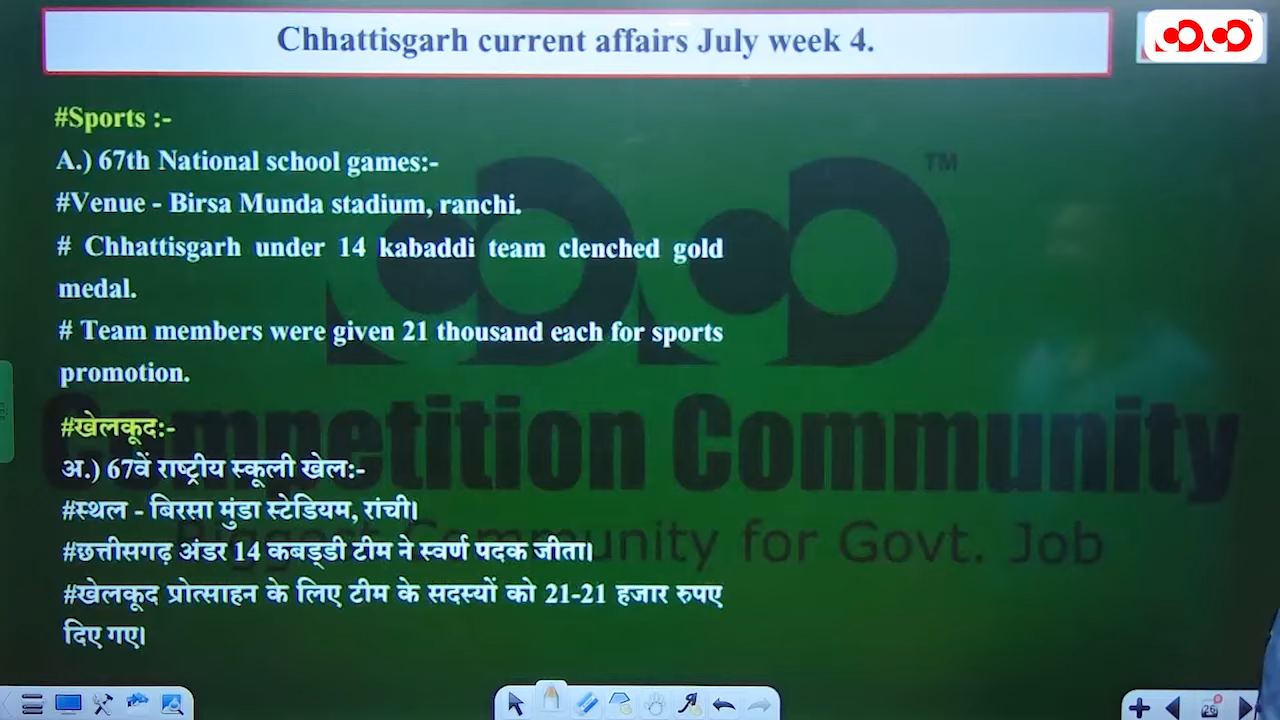 Chhattisgarh current affairs July week 4.
#Sports :-
A.) 67th National school games:-
#Venue - Birsa Munda stadium, ranchi.
# Chhattisgarh under 14 kabaddi team clenched gold
medal.
# Team members were given 21 thousand each for sports
promotion.
#खेलकूद:-
अ.) 67वें राष्ट्रीय स्कूली खेल:-
#स्थल - बिरसा मुंडा स्टेडियम, रांची।
#छत्तीसगढ़ अंडर 14 कबड्डी टीम ने स्वर्ण पदक जीता।
#खेलकूद प्रोत्साहन के लिए टीम के सदस्यों को 21-21 हजार रुपए
दिए गए।
TM
Competition Community
Biggest Community for Govt. Job
26